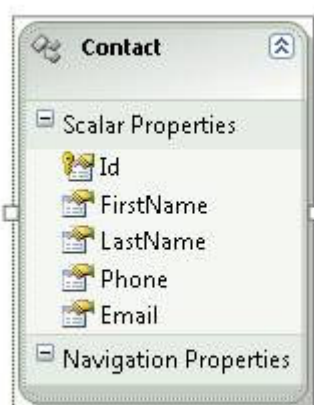 Contact
Scalar Properties
Id
FirstName
LastName
Phone
Email
Navigation Properties